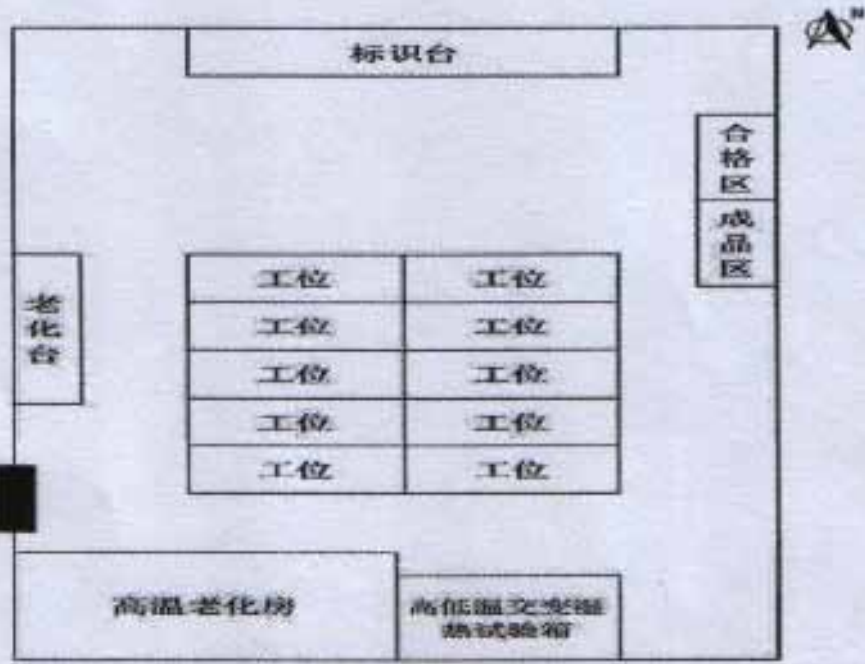 N
标识台
合格区
成品区
老化台
工位 工位
工位 工位
工位 工位
工位 工位
工位 工位
高温老化房
高低温交变湿
热试验箱